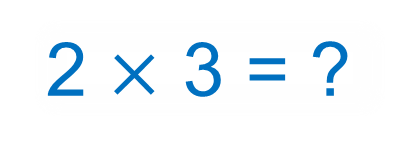 2 × 3 = ?